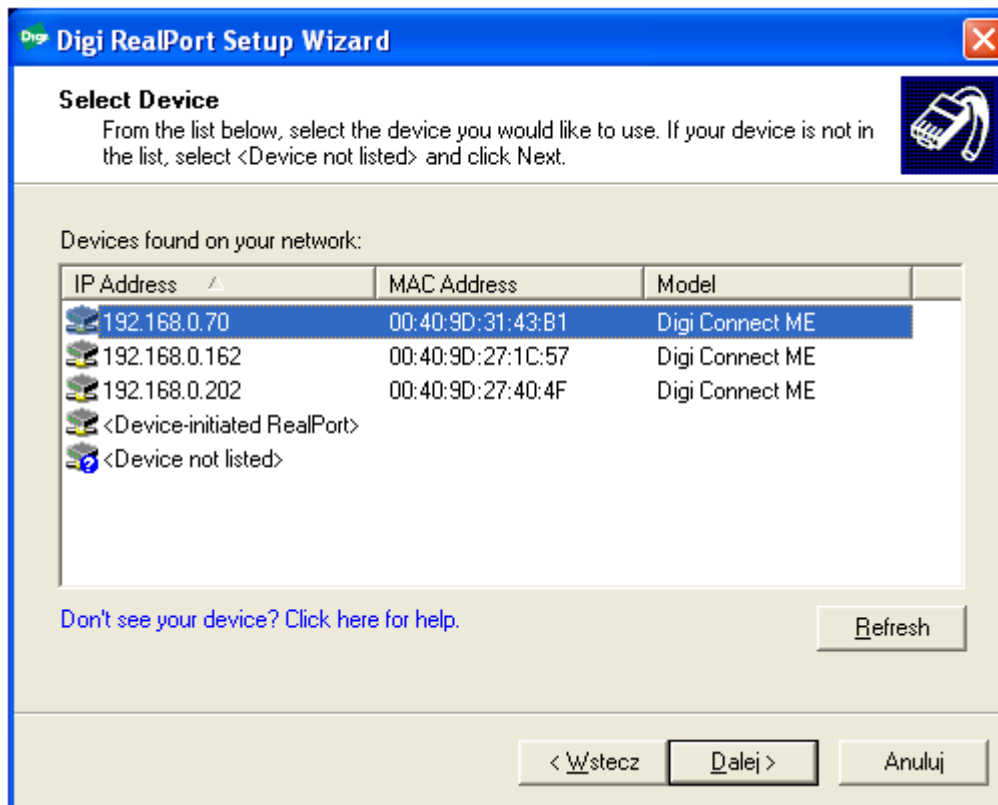 Digi Digi RealPort Setup Wizard
Select Device
From the list below, select the device you would like to use. If your device is not in
the list, select <Device not listed> and click Next.
Devices found on your network:
IP Address MAC Address Model
192.168.0.70 00:40:9D:31:43:B1 Digi Connect ME
192.168.0.162 00:40:9D:27:1C:57 Digi Connect ME
192.168.0.202 00:40:9D:27:40:4F Digi Connect ME
<Device-initiated RealPort>
<Device not listed>
Don't see your device? Click here for help.
Refresh
< Wstecz Dalej > Anuluj